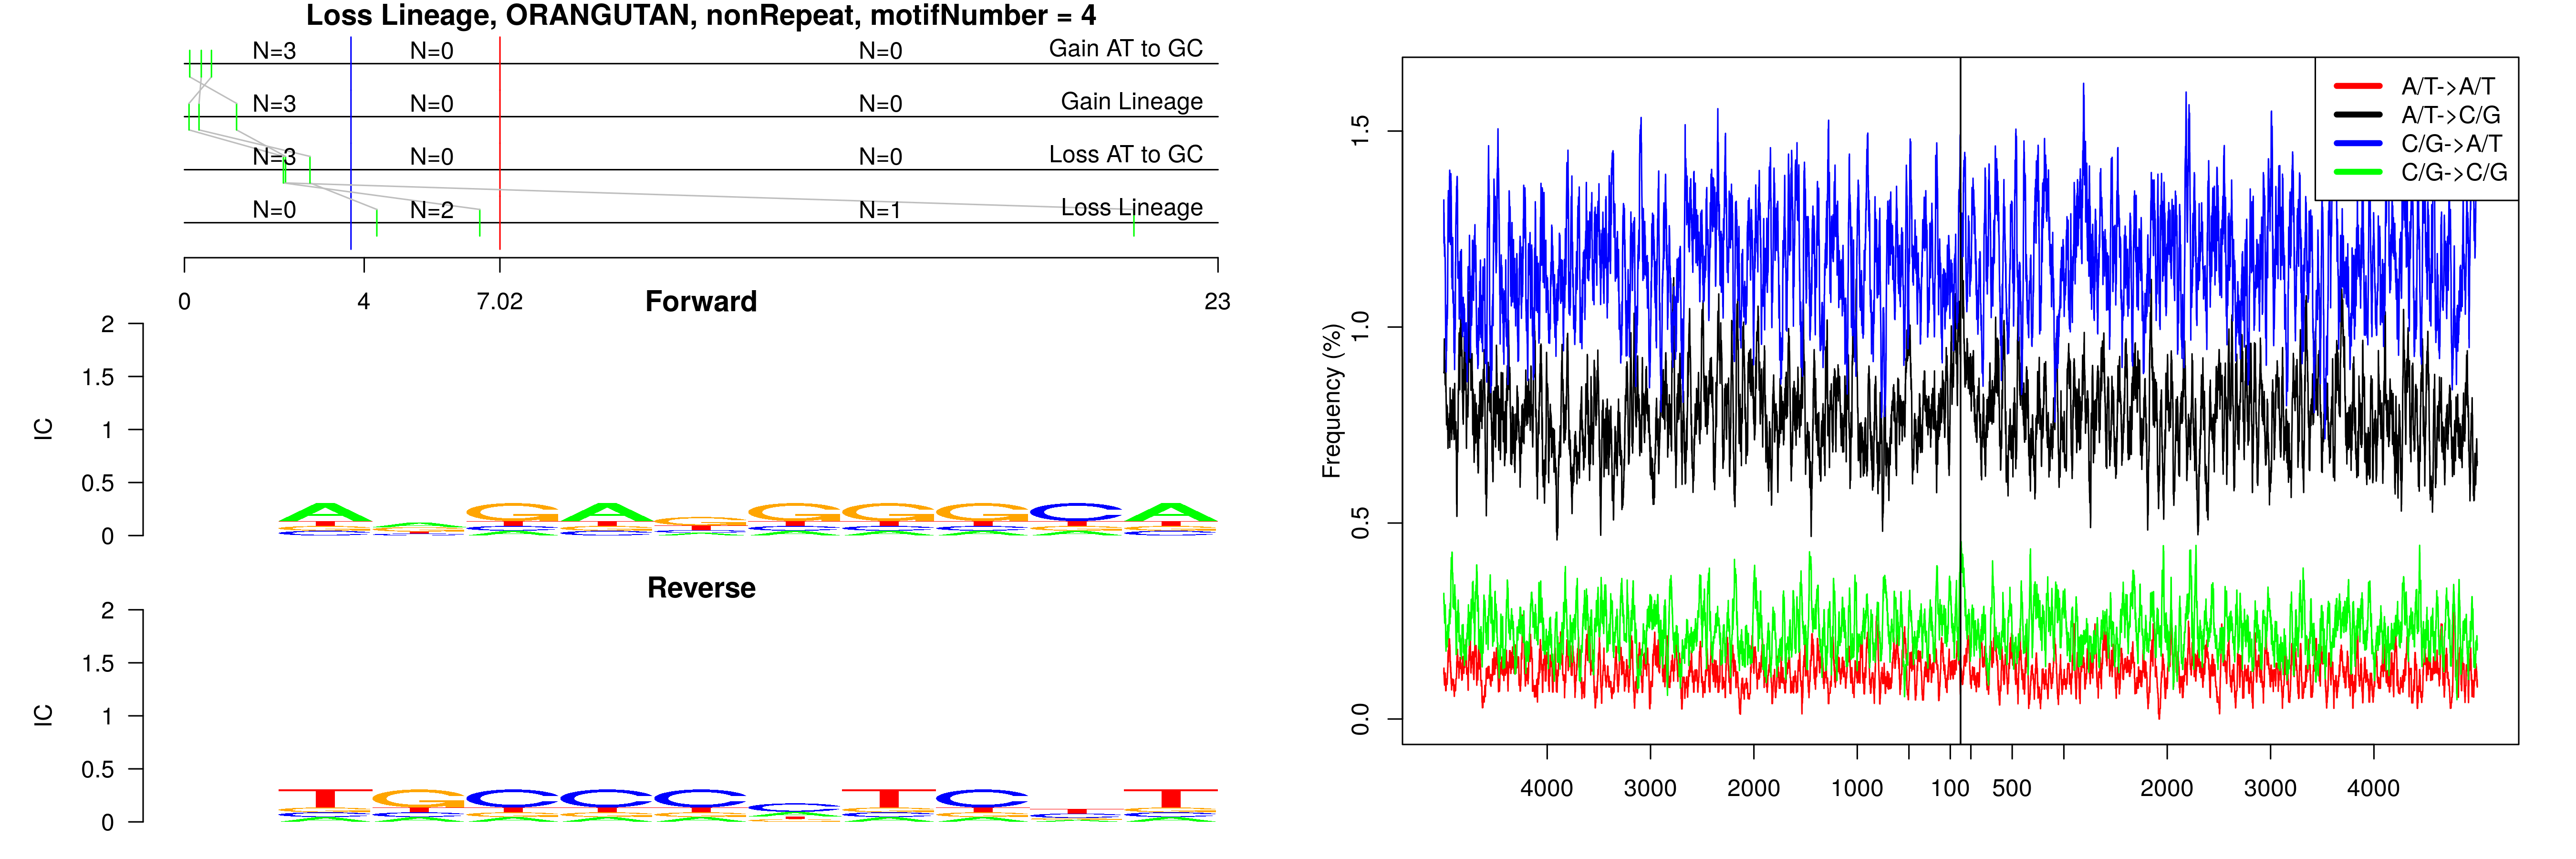 Loss Lineage, ORANGUTAN, nonRepeat, motifNumber = 4
N=3 N=0 N=0 Gain AT to GC
N=3 N=0 N=0 Gain Lineage
N=3 N=0 N=0 Loss AT to GC
N=0 N=2 N=1 Loss Lineage
0 4 7.02 23
Forward
2
1.5
1
0.5
0
IC
A A G A G G G G C A
Reverse
2
1.5
1
0.5
0
IC
T G C C C C T C T T
A/T->A/T
A/T->C/G
C/G->A/T
C/G->C/G
Frequency (%)
1.5
1.0
0.5
0.0
4000 3000 2000 1000 100 500 2000 3000 4000